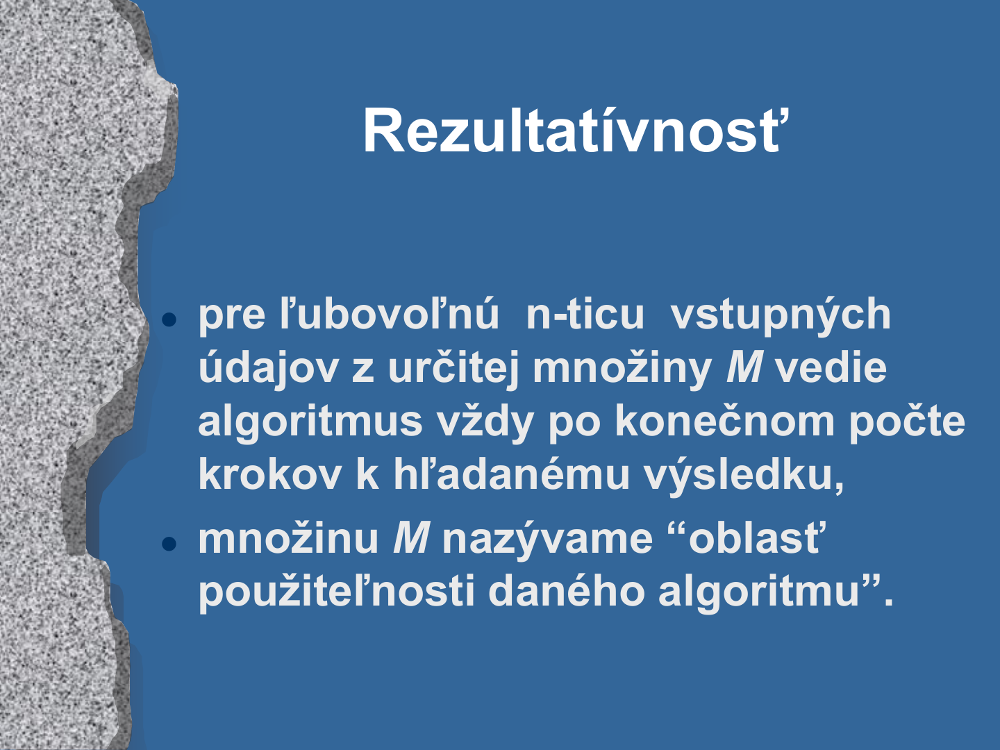 Rezultatívnosť
pre ľubovoľnú n-ticu vstupných
údajov z určitej množiny M vedie
algoritmus vždy po konečnom počte
krokov k hľadanému výsledku,
množinu M nazývame “oblasť
použiteľnosti daného algoritmu”.